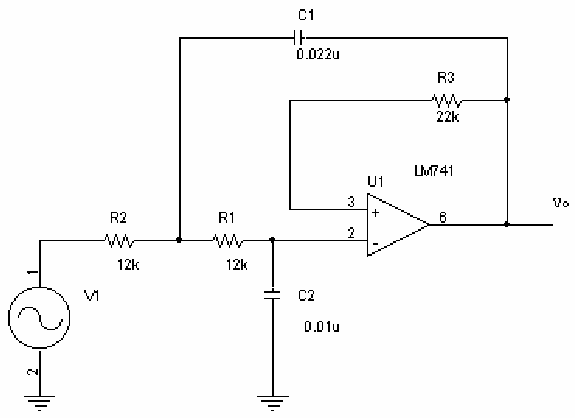 C1
0.022u
R3
22k
U1
LM741
3
+
6
Vo
2
-
R2
R1
12k
12k
1
V1
C2
0.01u
2